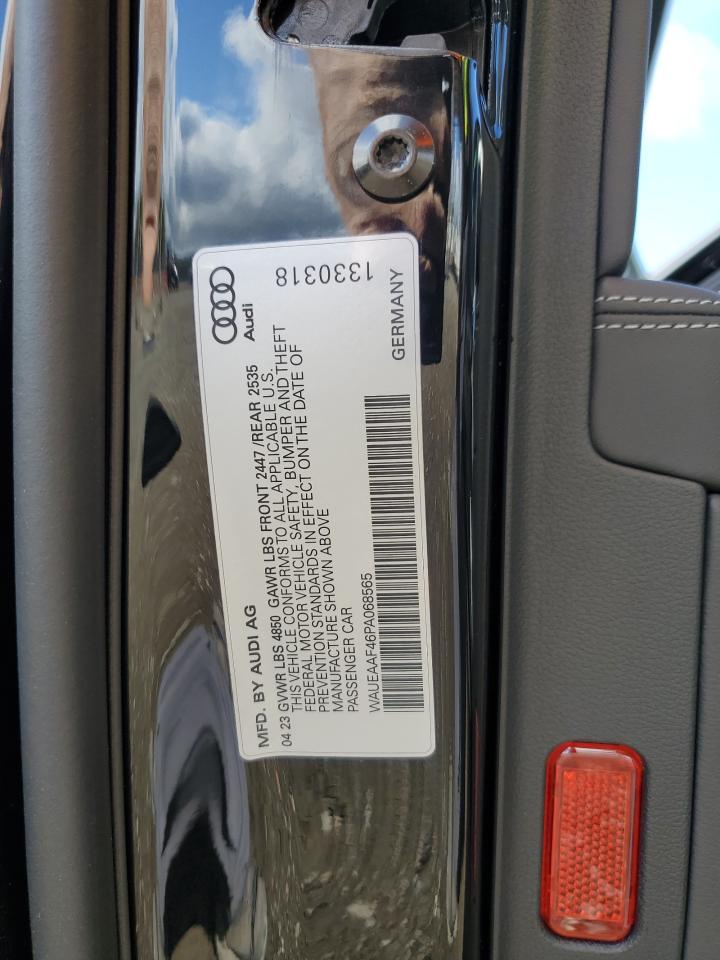 Audi
1330318
MFD. BY AUDI AG
04 23 GVWR LBS 4850 GAWR LBS FRONT 2447 /REAR 2535
THIS VEHICLE CONFORMS TO ALL APPLICABLE U.S.
FEDERAL MOTOR VEHICLE SAFETY, BUMPER AND THEFT
PREVENTION STANDARDS IN EFFECT ON THE DATE OF
MANUFACTURE SHOWN ABOVE
PASSENGER CAR
WAUEAAF46PA068565
GERMANY